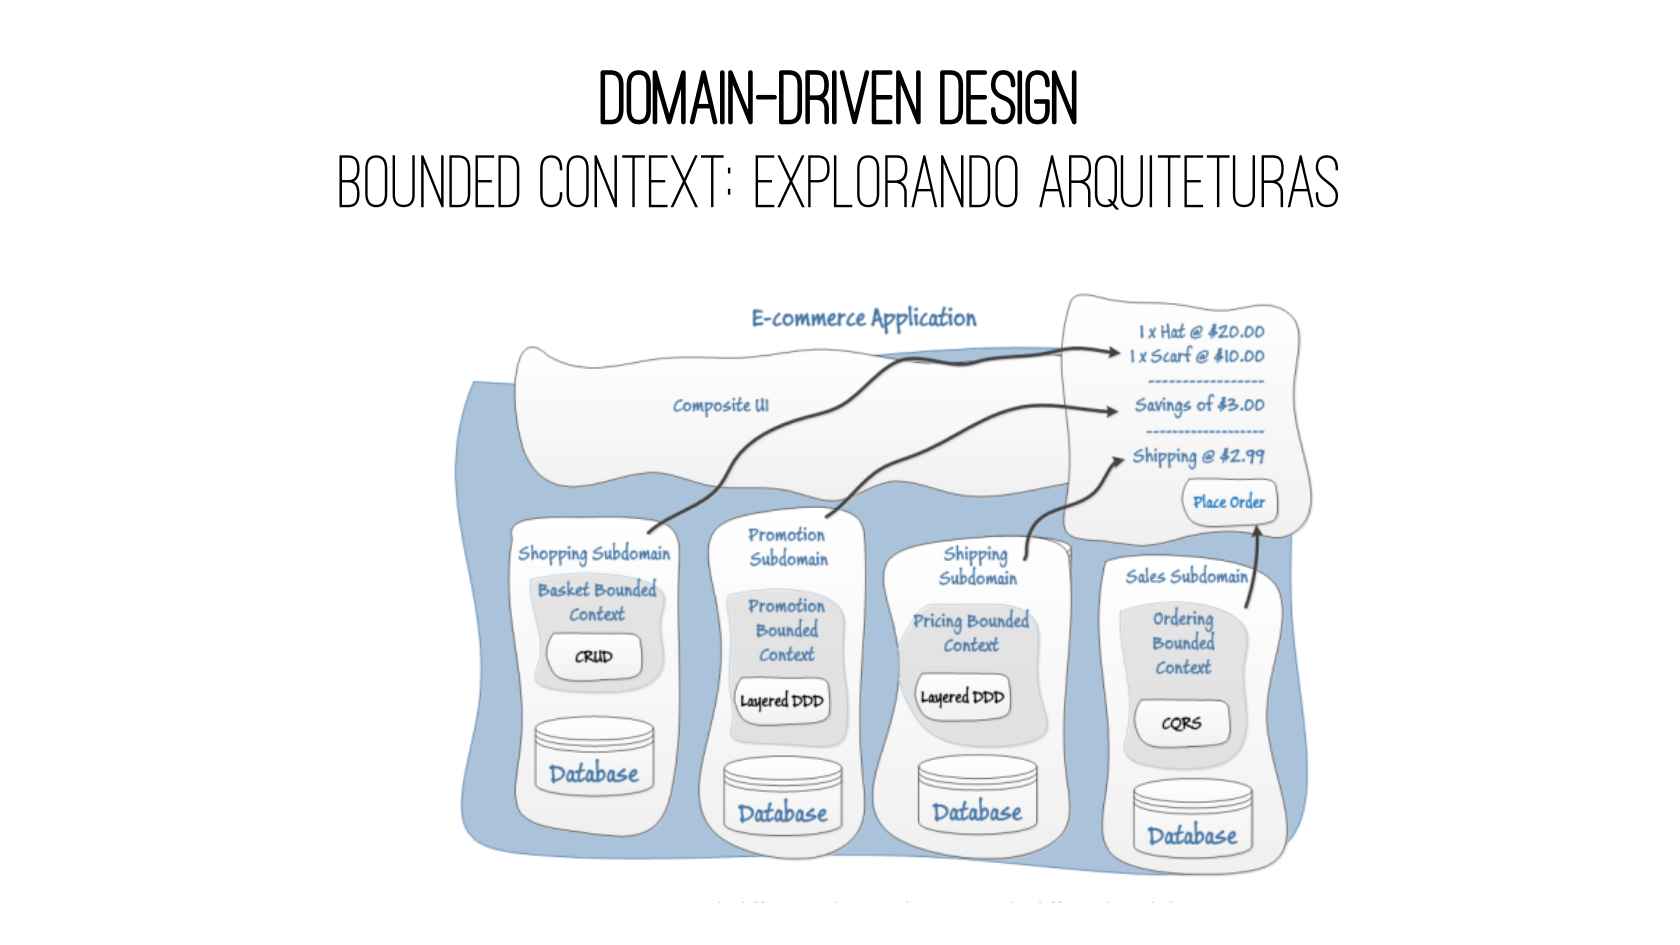 DOMAIN-DRIVEN DESIGN
BOUNDED CONTEXT: EXPLORANDO ARQUITETURAS
E-commerce Application
Composite UI
1 x Hat @ $20.00
1 x Scarf @ $10.00
------------------
Savings of $3.00
------------------
Shipping @ $2.99
Place Order
Shopping Subdomain
Basket Bounded
Context
CRUD
Database
Promotion
Subdomain
Promotion
Bounded
Context
Layered DDD
Database
Shipping
Subdomain
Pricing Bounded
Context
Layered DDD
Database
Sales Subdomain
Ordering
Bounded
Context
CQRS
Database